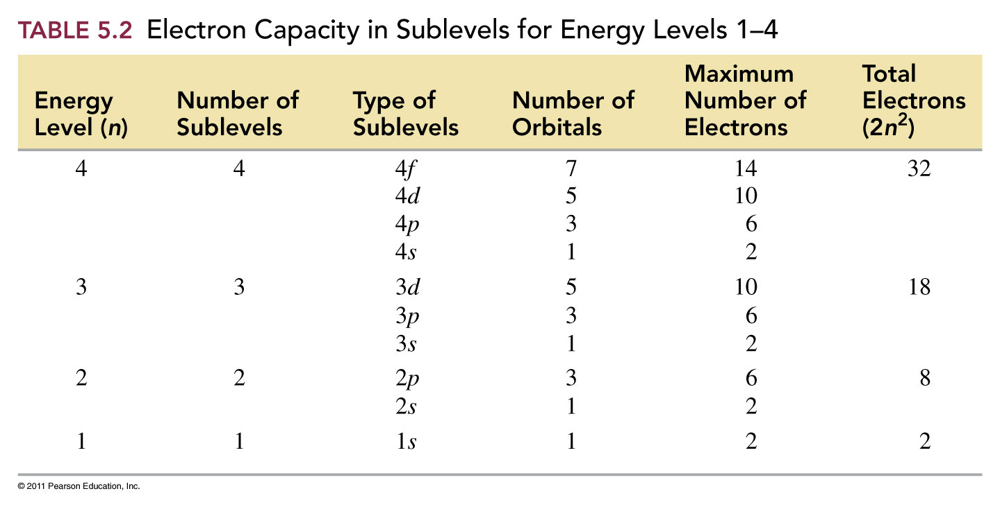 TABLE 5.2 Electron Capacity in Sublevels for Energy Levels 1–4
Energy Level (n) Number of Sublevels Type of Sublevels Number of Orbitals Maximum Number of Electrons Total Electrons (2n²)
4 4 4f 7 14 32
4d 5 10
4p 3 6
4s 1 2
3 3 3d 5 10 18
3p 3 6
3s 1 2
2 2 2p 3 6 8
2s 1 2
1 1 1s 1 2 2
© 2011 Pearson Education, Inc.